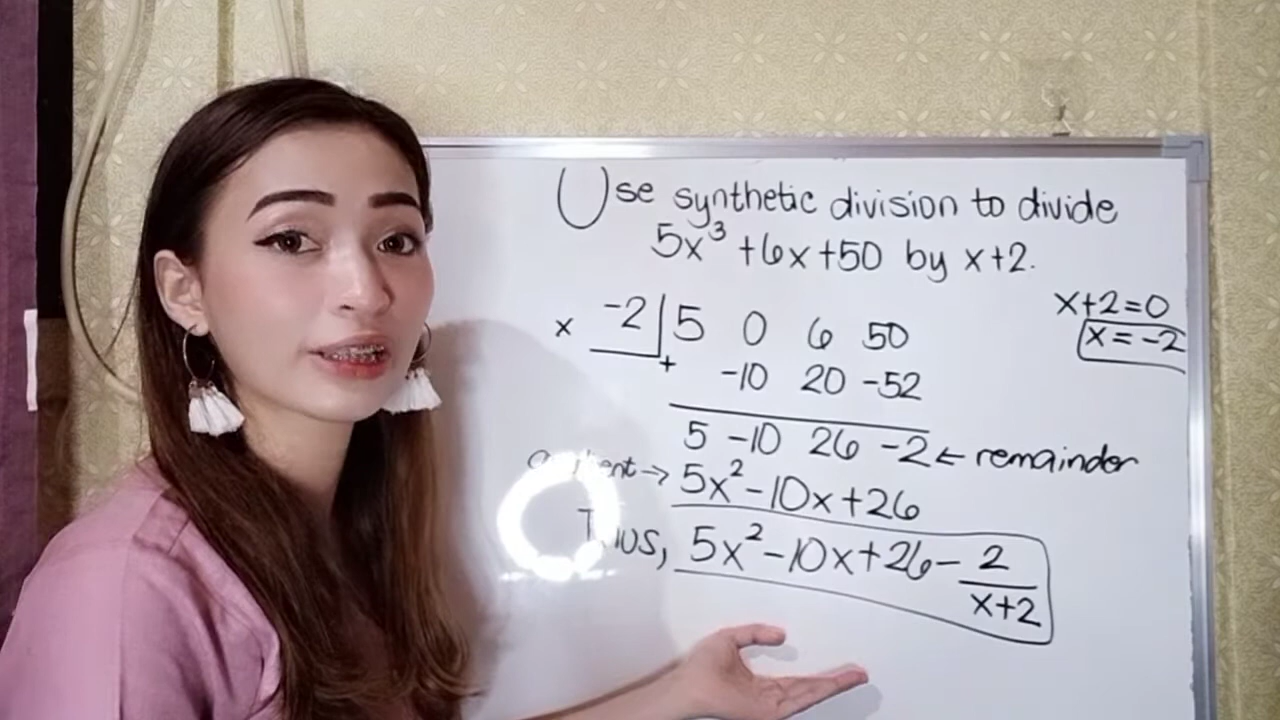 Use synthetic division to divide
5x³ + 6x + 50 by x + 2.
x + 2 = 0
x = -2
x -2 | 5 0 6 50
+ -10 20 -52
5 -10 26 -2 ← remainder
→ 5x² - 10x + 26
Thus, 5x² - 10x + 26 - 2/(x + 2)